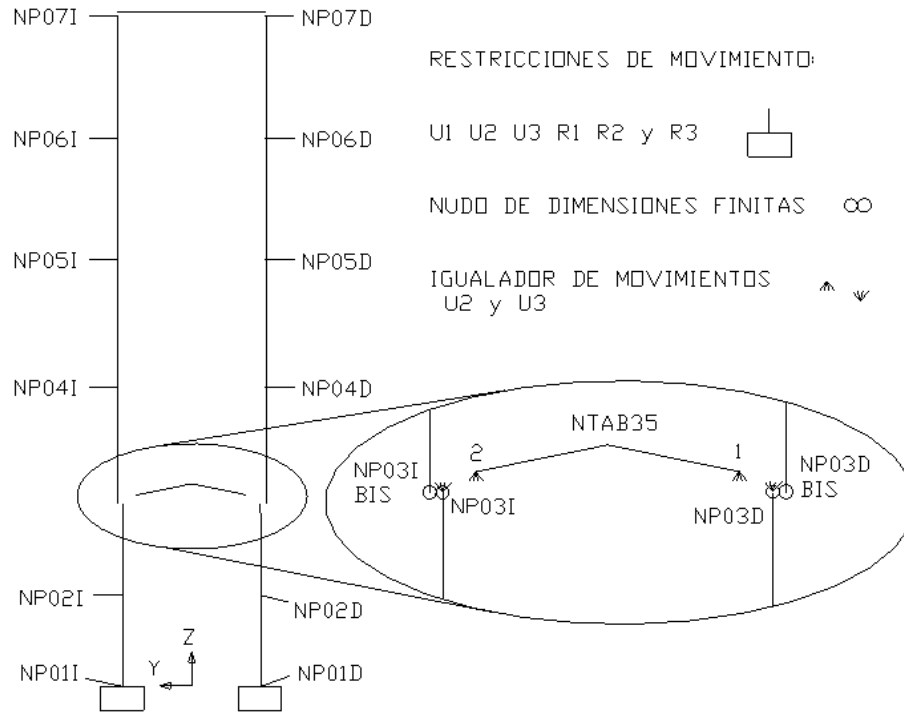 NP07I
NP07D
RESTRICCIONES DE MOVIMIENTO:
NP06I
NP06D
U1 U2 U3 R1 R2 y R3
NUDO DE DIMENSIONES FINITAS
NP05I
NP05D
IGUALADOR DE MOVIMIENTOS
U2 y U3
NP04I
NP04D
NTAB35
2
1
NP03I
BIS
NP03D
BIS
NP03I
NP03D
NP02I
NP02D
Z
Y
NP01I
NP01D